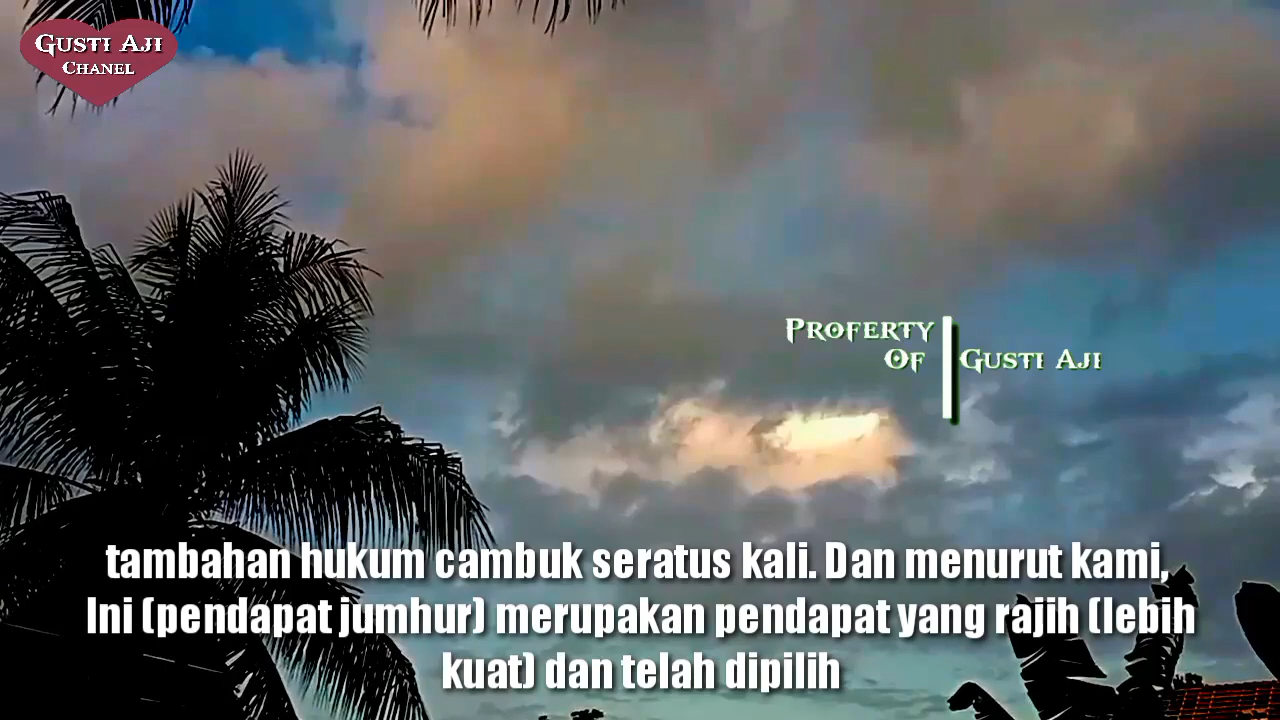 Gusti Aji
Chanel
Proferty
Of
Gusti Aji
tambahan hukum cambuk seratus kali. Dan menurut kami,
Ini (pendapat jumhur) merupakan pendapat yang rajih (lebih
kuat) dan telah dipilih